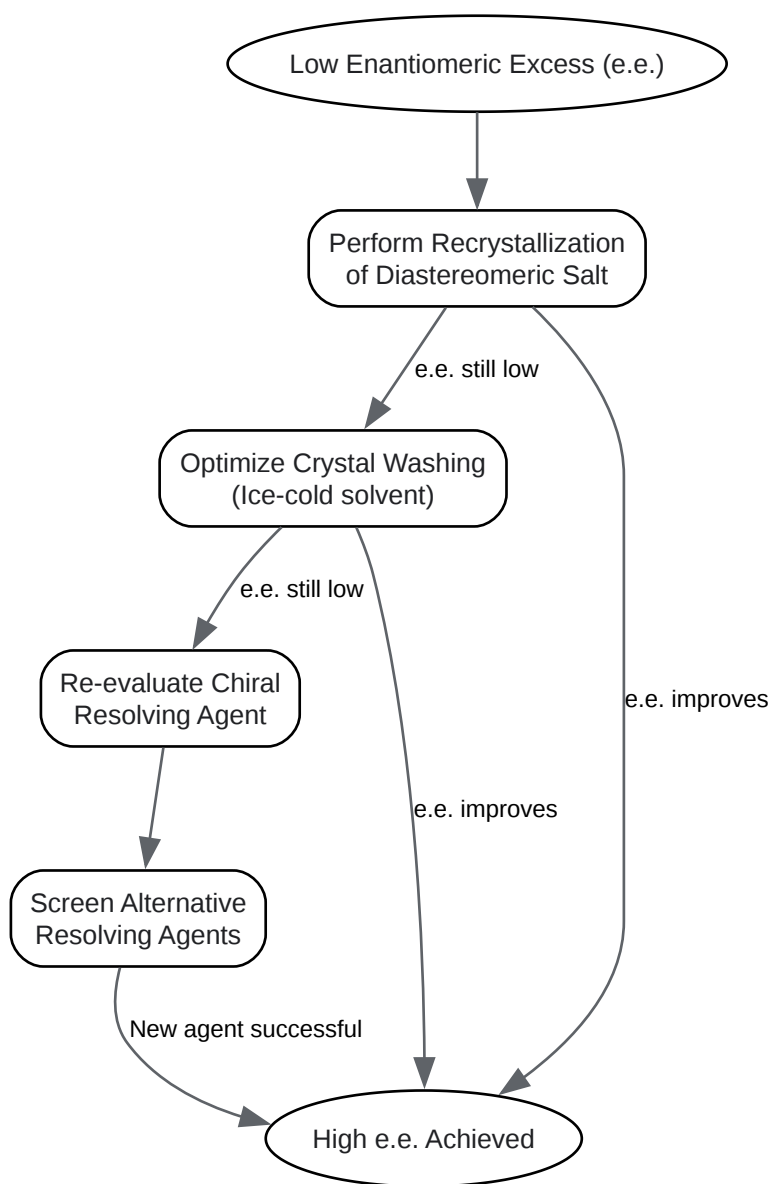 Low Enantiomeric Excess (e.e.)
Perform Recrystallization
of Diastereomeric Salt
e.e. still low
Optimize Crystal Washing
(Ice-cold solvent)
e.e. still low
Re-evaluate Chiral
Resolving Agent
e.e. improves
e.e. improves
Screen Alternative
Resolving Agents
New agent successful
High e.e. Achieved